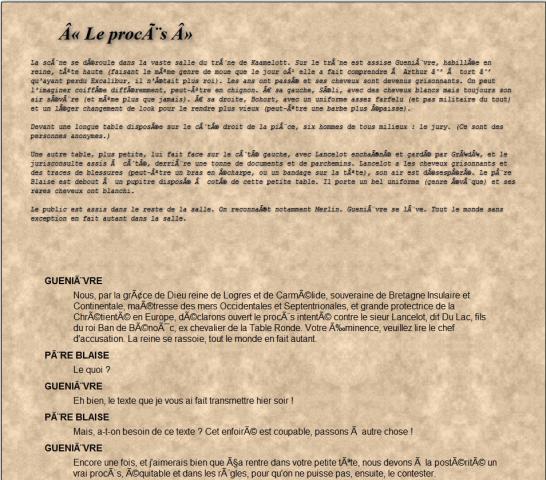 Â« Le procÃ¨s Â»
La scÃ¨ne se dÃ©roule dans la vaste salle du trÃ´ne de Kaamelott. Sur le trÃ´ne est assise GueniÃ¨vre, habillÃ©e en
reine, tÃªte haute (faisant le mÃªme genre de moue que le jour oÃ¹ elle a fait comprendre Ã Arthur â€" Ã tort â€"
qu'ayant perdu Excalibur, il n'Ã©tait plus roi). Les ans ont passÃ© et ses cheveux sont devenus grisonnants. On peut
l'imaginer coiffÃ©e diffÃ©remment, peut-Ãªtre en chignon. Ã€ sa gauche, SÃ©li, avec des cheveux blancs mais toujours son
air sÃ©vÃ¨re (et mÃªme plus que jamais). Ã€ sa droite, Bohort, avec un uniforme assez farfelu (et pas militaire du tout)
et un lÃ©ger changement de look pour le rendre plus vieux (peut-Ãªtre une barbe plus Ã©paisse).
Devant une longue table disposÃ©e sur le cÃ´tÃ© droit de la piÃ¨ce, six hommes de tous milieux : le jury. (Ce sont des
personnes anonymes.)
Une autre table, plus petite, lui fait face sur le cÃ´tÃ© gauche, avec Lancelot enchaÃ®nÃ© et gardÃ© par GrÃ¼dÃ¼, et le
jurisconsulte assis Ã cÃ´tÃ©, derriÃ¨re une tonne de documents et de parchemins. Lancelot a les cheveux grisonnants et
des traces de blessures (peut-Ãªtre un bras en Ã©charpe, ou un bandage sur la tÃªte), son air est dÃ©sespÃ©rÃ©. Le pÃ¨re
Blaise est debout Ã un pupitre disposÃ© Ã cotÃ© de cette petite table. Il porte un bel uniforme (genre Ã©vÃªque) et ses
rares cheveux ont blanchi.
Le public est assis dans le reste de la salle. On reconnaÃ®t notamment Merlin. GueniÃ¨vre se lÃ¨ve. Tout le monde sans
exception en fait autant dans la salle.
GUENIÃˆVRE
Nous, par la grÃ¢ce de Dieu reine de Logres et de CarmÃ©lide, souveraine de Bretagne Insulaire et
Continentale, maÃ®tresse des mers Occidentales et Septentrionales, et grande protectrice de la
ChrÃ©tientÃ© en Europe, dÃ©clarons ouvert le procÃ¨s intentÃ© contre le sieur Lancelot, dit Du Lac, fils
du roi Ban de BÃ©noÃ¯c, ex chevalier de la Table Ronde. Votre Ã‰minence, veuillez lire le chef
d'accusation. La reine se rassoie, tout le monde en fait autant.
PÃˆRE BLAISE
Le quoi ?
GUENIÃˆVRE
Eh bien, le texte que je vous ai fait transmettre hier soir !
PÃˆRE BLAISE
Mais, a-t-on besoin de ce texte ? Cet enfoirÃ© est coupable, passons Ã autre chose !
GUENIÃˆVRE
Encore une fois, et j'aimerais bien que Ã§a rentre dans votre petite tÃªte, nous devons Ã la postÃ©ritÃ© un
vrai procÃ¨s, Ã©quitable et dans les rÃ¨gles, pour qu'on ne puisse pas, ensuite, le contester.